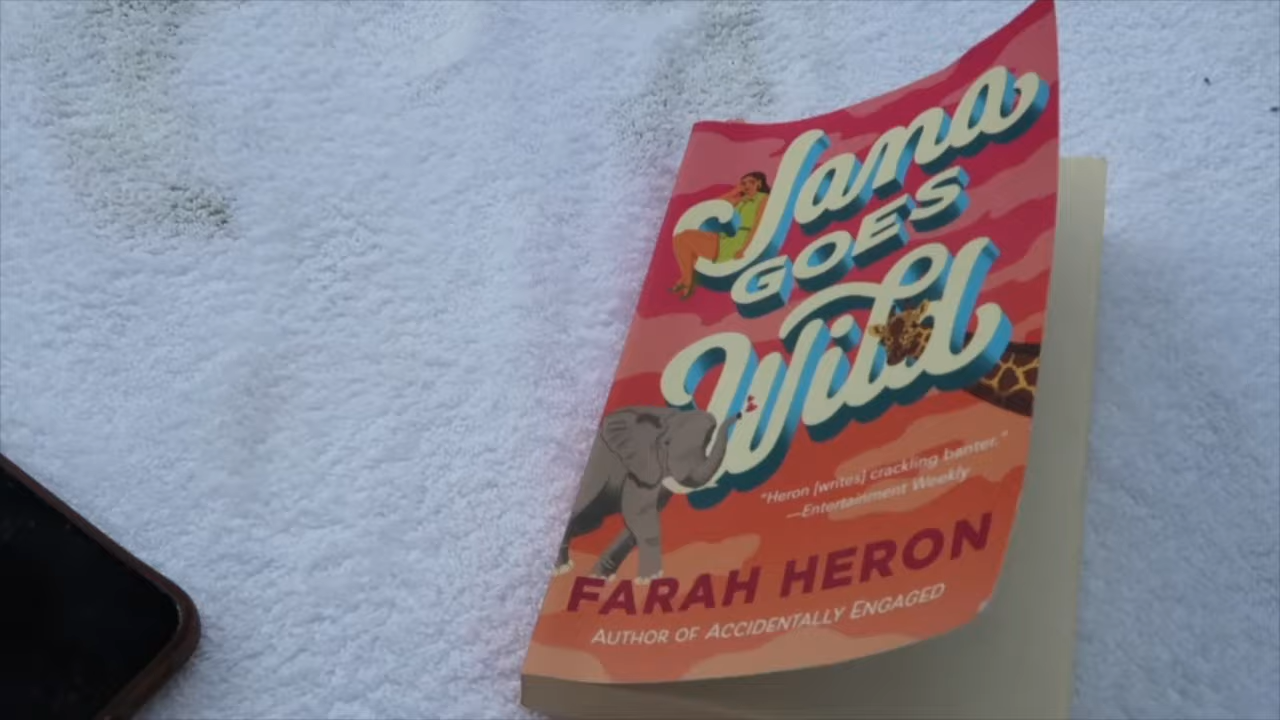 Jana
GOES
Wild
"Heron [writes] crackling banter."
—Entertainment Weekly
FARAH HERON
AUTHOR OF ACCIDENTALLY ENGAGED